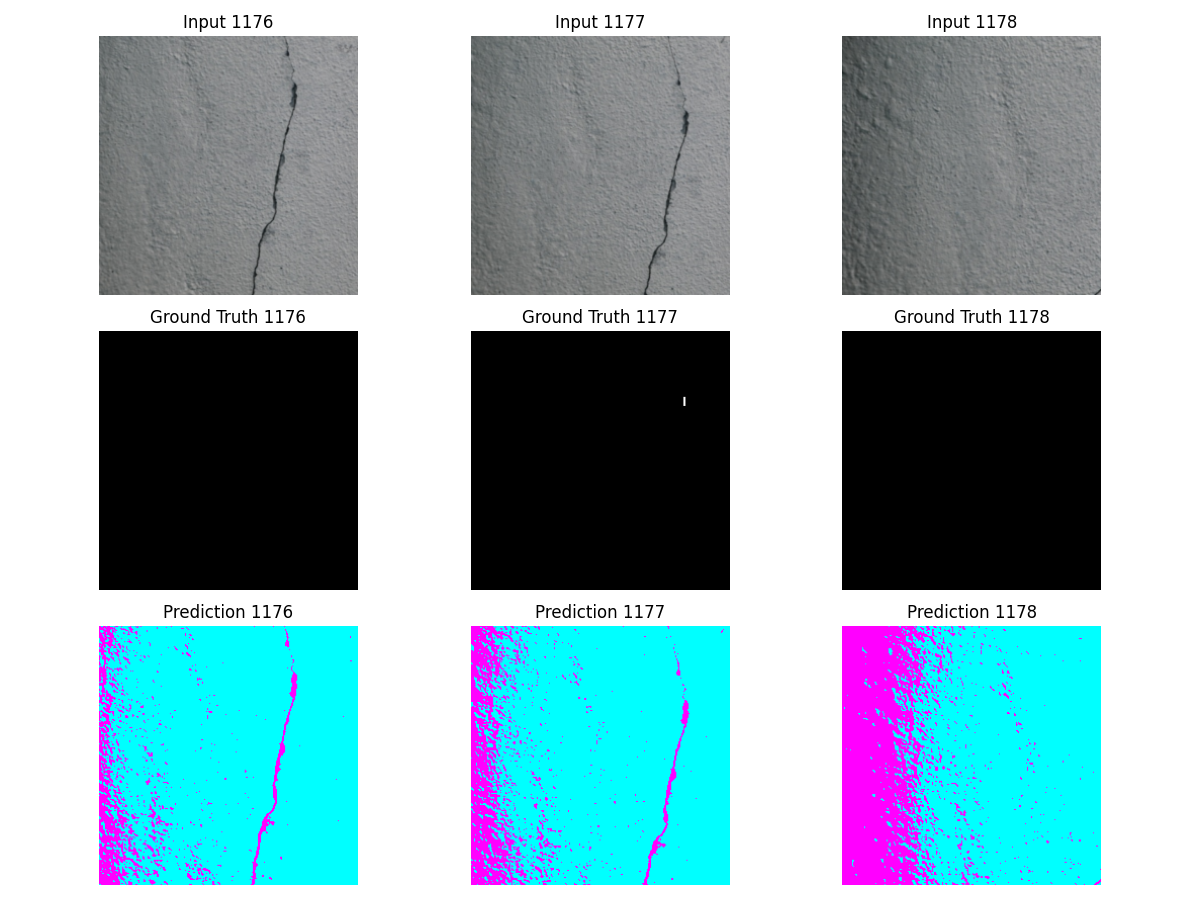 Input 1176
Input 1177
Input 1178
Ground Truth 1176
Ground Truth 1177
Ground Truth 1178
Prediction 1176
Prediction 1177
Prediction 1178